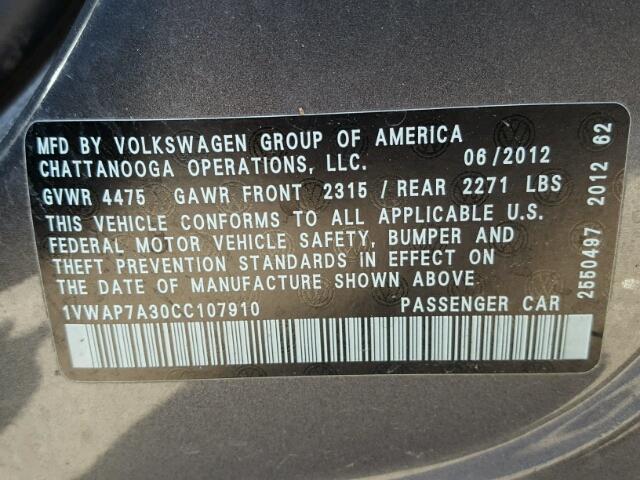 MFD BY VOLKSWAGEN GROUP OF AMERICA
CHATTANOOGA OPERATIONS, LLC. 06/2012
GVWR 4475 GAWR FRONT 2315 / REAR 2271 LBS
THIS VEHICLE CONFORMS TO ALL APPLICABLE U.S.
FEDERAL MOTOR VEHICLE SAFETY, BUMPER AND
THEFT PREVENTION STANDARDS IN EFFECT ON
THE DATE OF MANUFACTURE SHOWN ABOVE
1VWAP7A30CC107910 PASSENGER CAR
2550497 2012 62